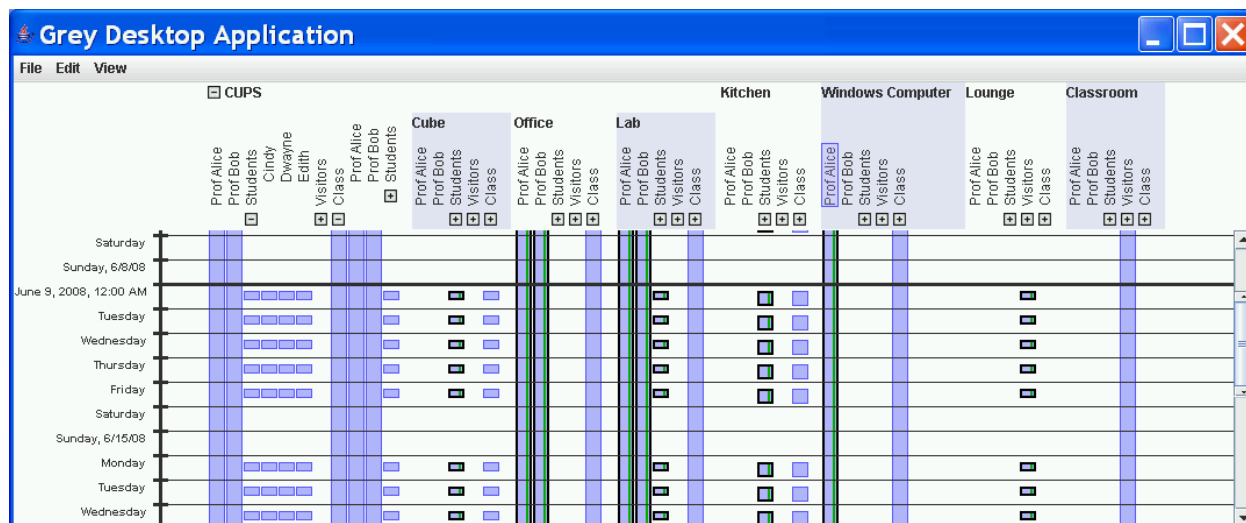 Grey Desktop Application
File Edit View
CUPS Kitchen Windows Computer Lounge Classroom
Cube Office Lab
Prof Alice Prof Bob Students Cindy Dwayne Edith Visitors Class Prof Alice Prof Bob Students
Prof Alice Prof Bob Students Visitors Class
Prof Alice Prof Bob Students Visitors Class
Prof Alice Prof Bob Students Visitors Class
Prof Alice Prof Bob Students Visitors Class
Prof Alice Prof Bob Students Visitors Class
Prof Alice Prof Bob Students Visitors Class
Prof Alice Prof Bob Students Visitors Class
Saturday
Sunday, 6/8/08
June 9, 2008, 12:00 AM
Tuesday
Wednesday
Thursday
Friday
Saturday
Sunday, 6/15/08
Monday
Tuesday
Wednesday